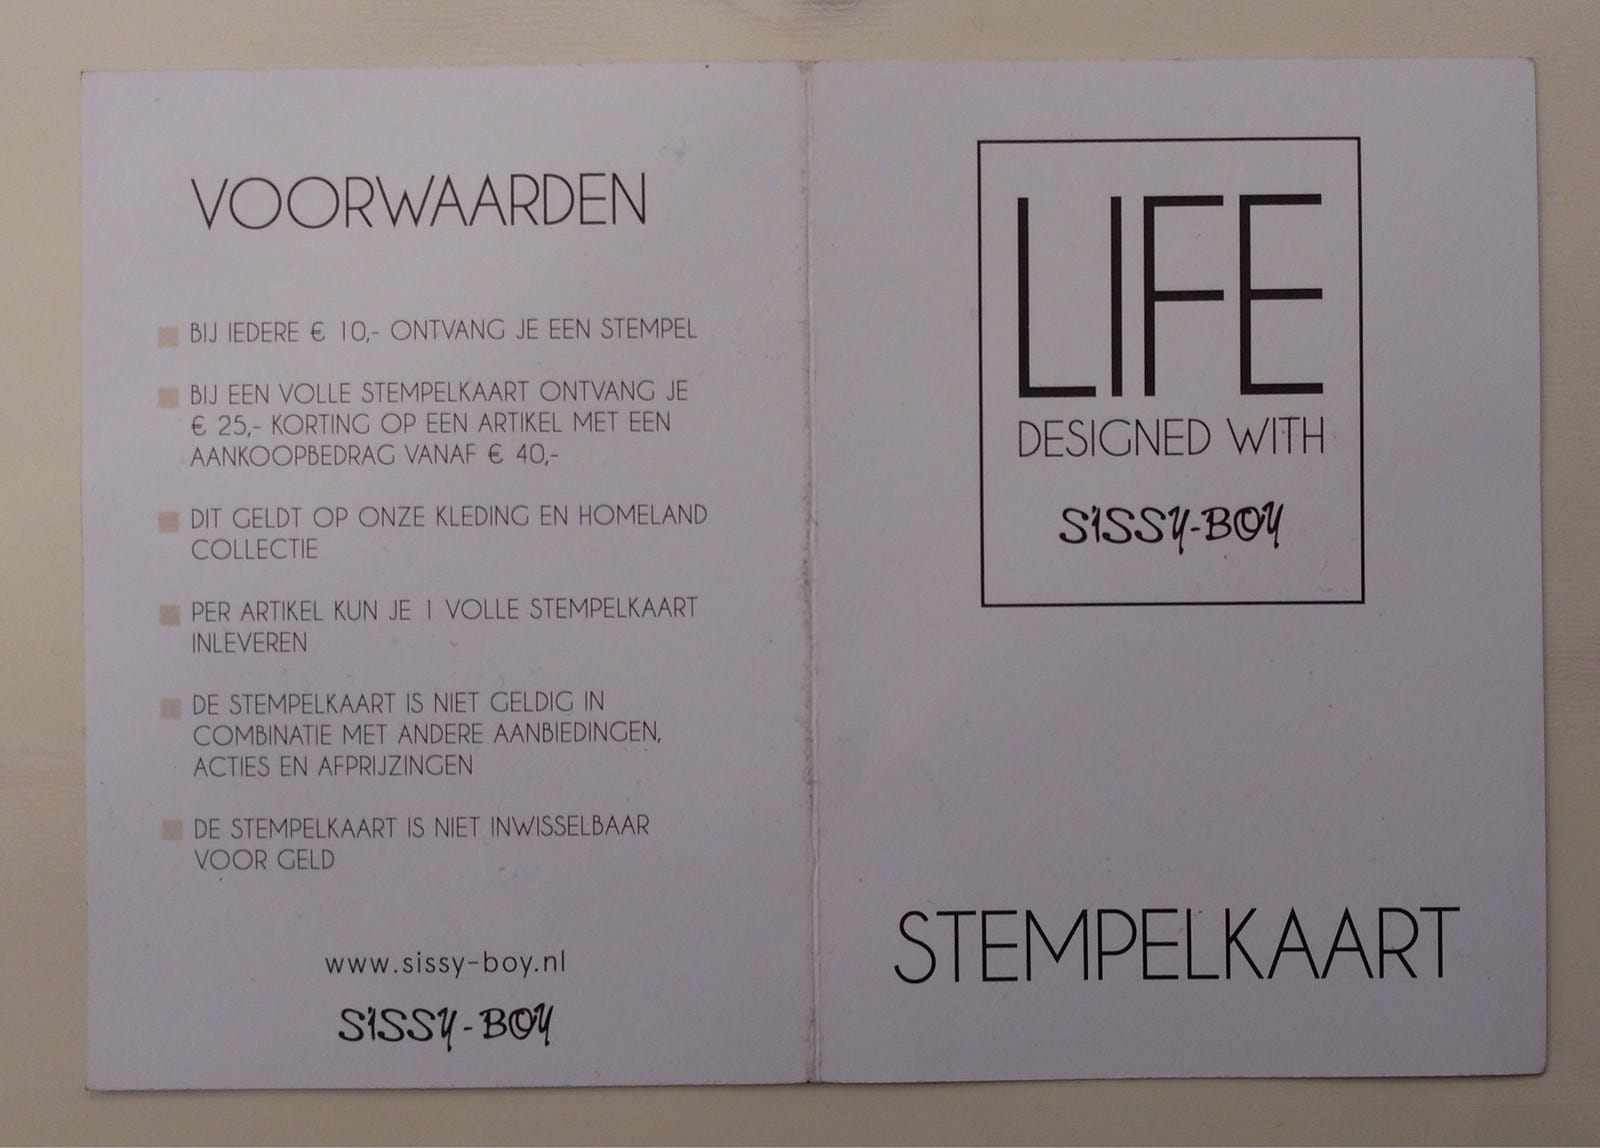 VOORWAARDEN
BIJ IEDERE € 10,- ONTVANG JE EEN STEMPEL
BIJ EEN VOLLE STEMPELKAART ONTVANG JE
€ 25,- KORTING OP EEN ARTIKEL MET EEN
AANKOOPBEDRAG VANAF € 40,-
DIT GELDT OP ONZE KLEDING EN HOMELAND
COLLECTIE
PER ARTIKEL KUN JE 1 VOLLE STEMPELKAART
INLEVEREN
DE STEMPELKAART IS NIET GELDIG IN
COMBINATIE MET ANDERE AANBIEDINGEN,
ACTIES EN AFPRIJZINGEN
DE STEMPELKAART IS NIET INWISSELBAAR
VOOR GELD
www.sissy-boy.nl
SISSY-BOY
LIFE
DESIGNED WITH
SISSY-BOY
STEMPELKAART